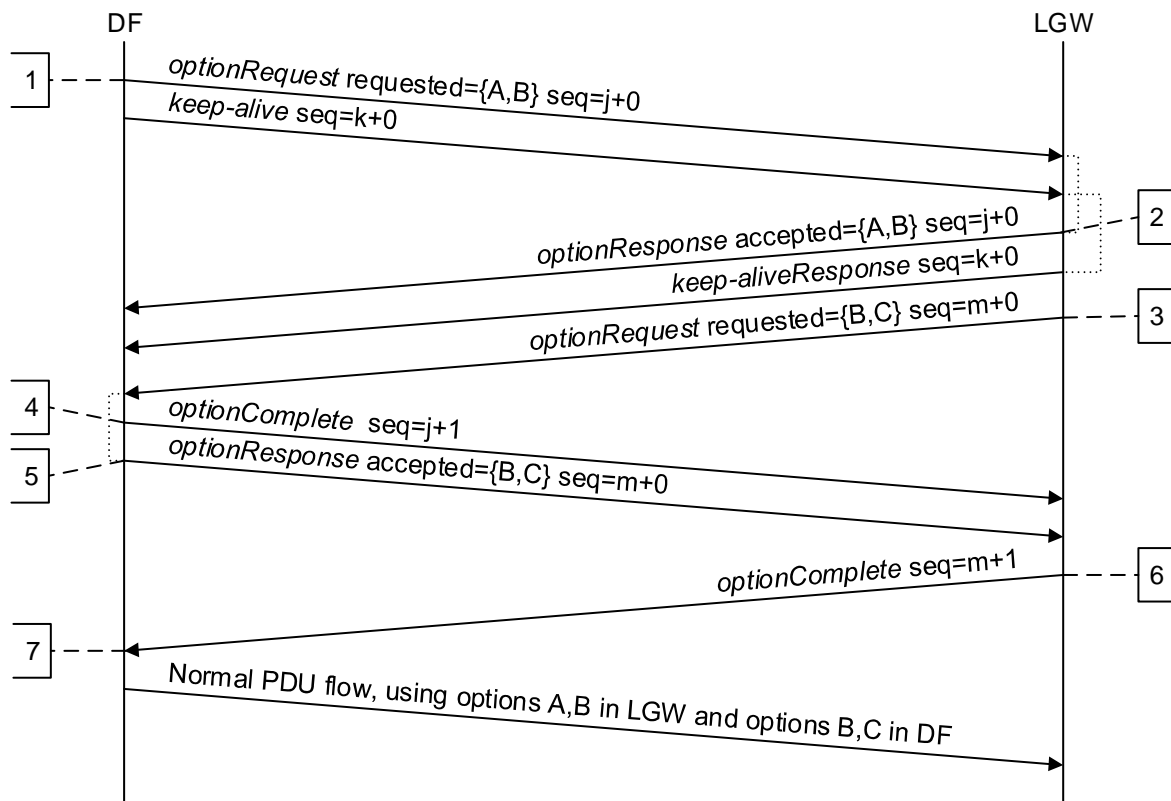 DF
LGW
1
optionRequest requested={A,B} seq=j+0
keep-alive seq=k+0
2
optionResponse accepted={A,B} seq=j+0
keep-aliveResponse seq=k+0
3
optionRequest requested={B,C} seq=m+0
4
optionComplete seq=j+1
5
optionResponse accepted={B,C} seq=m+0
6
optionComplete seq=m+1
7
Normal PDU flow, using options A,B in LGW and options B,C in DF